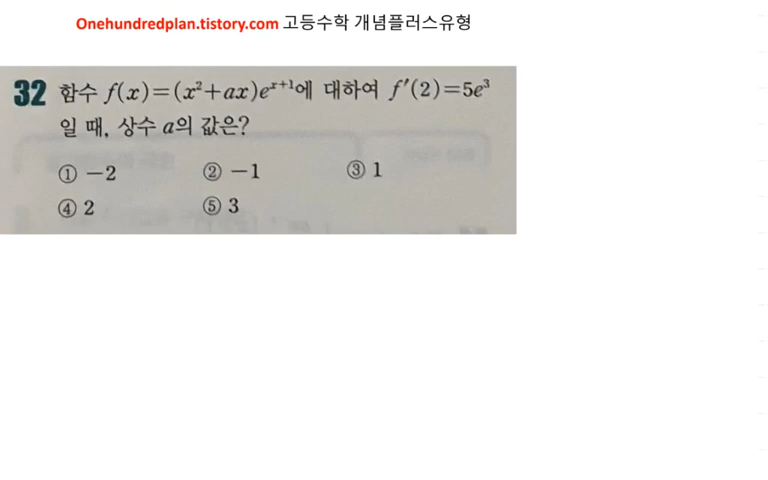 Onehundredplan.tistory.com 고등수학 개념플러스유형
32 함수 f(x)=(x²+ax)eˣ⁺¹에 대하여 f′(2)=5e³
일 때, 상수 a의 값은?
① −2 ② −1 ③ 1
④ 2 ⑤ 3